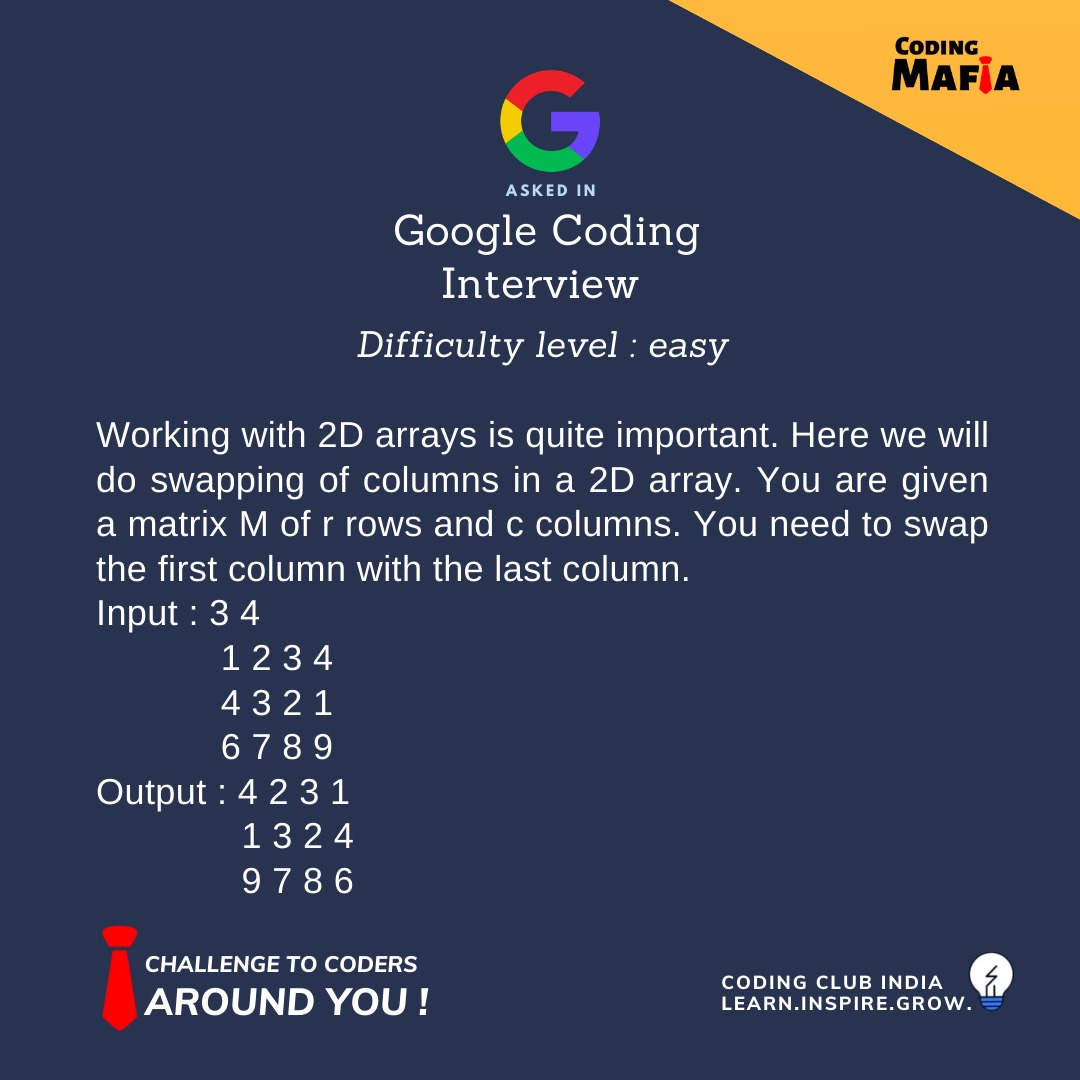 CODING
MAFIA
ASKED IN
Google Coding
Interview
Difficulty level : easy
Working with 2D arrays is quite important. Here we will
do swapping of columns in a 2D array. You are given
a matrix M of r rows and c columns. You need to swap
the first column with the last column.
Input : 3 4
1 2 3 4
4 3 2 1
6 7 8 9
Output : 4 2 3 1
1 3 2 4
9 7 8 6
CHALLENGE TO CODERS
AROUND YOU !
CODING CLUB INDIA
LEARN.INSPIRE.GROW.